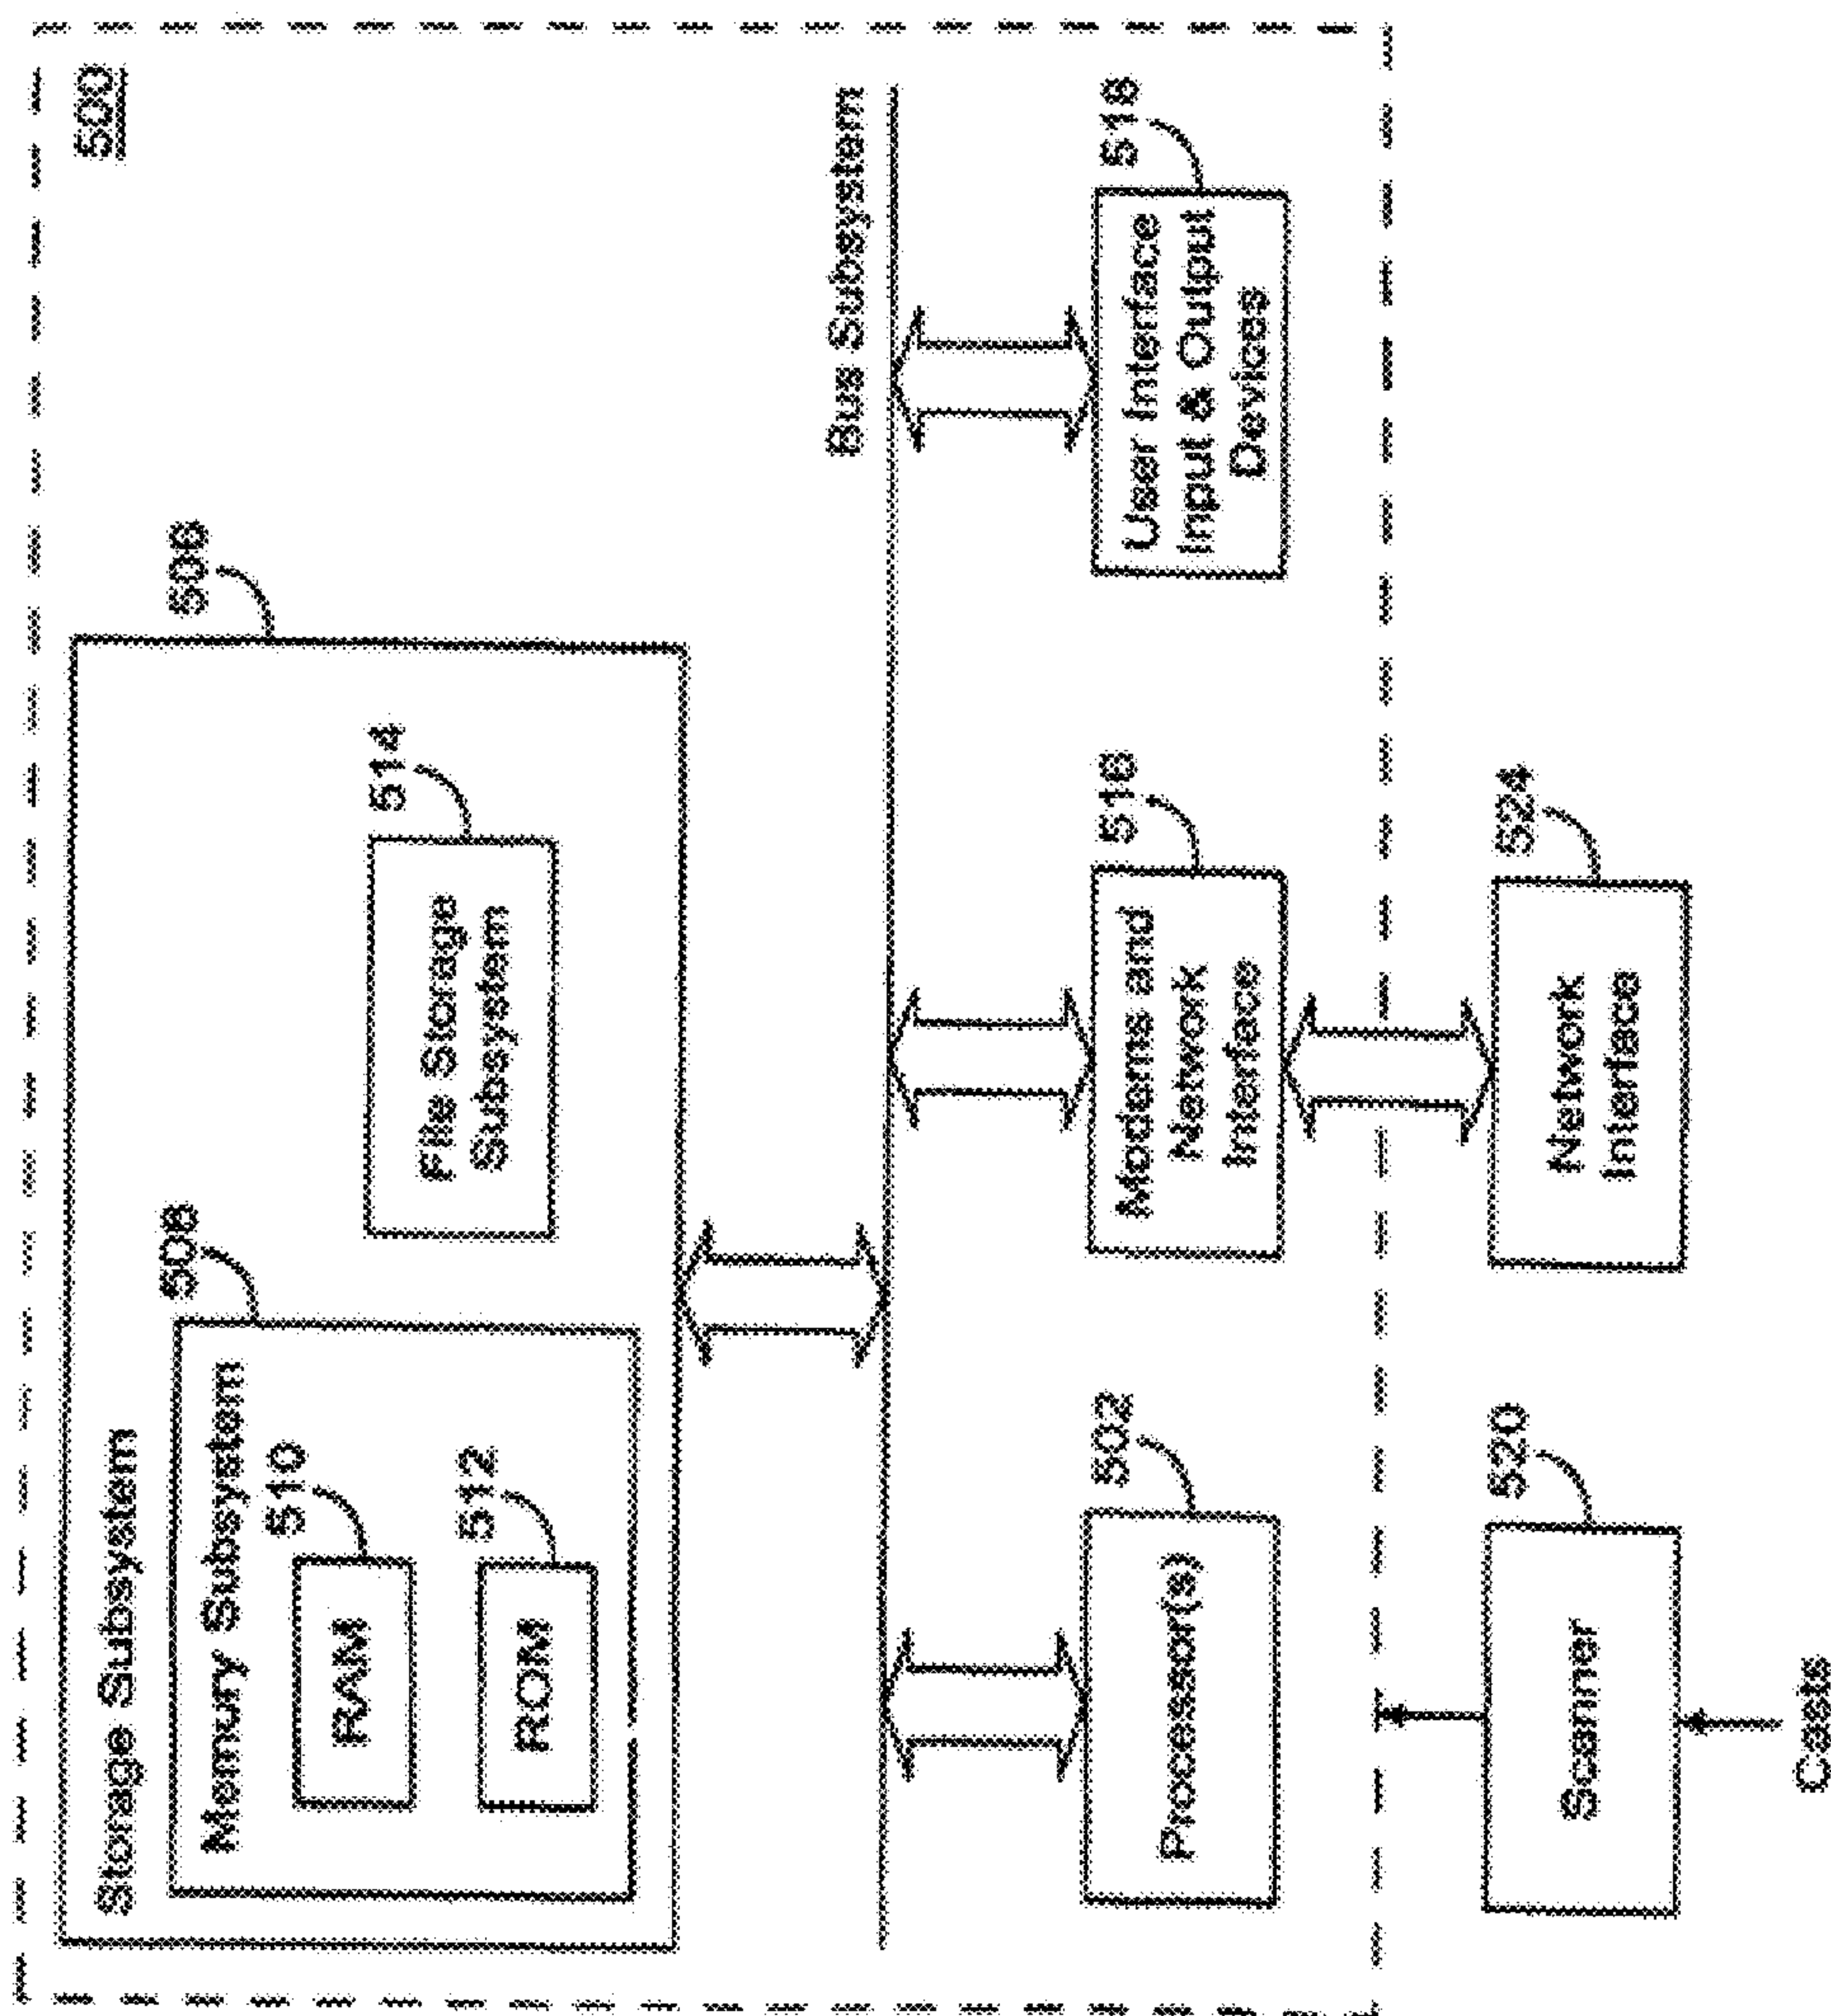 500
506
Storage Subsystem
508
Memory Subsystem
510
RAM
512
ROM
514
File Storage
Subsystem
Bus Subsystem
502
Processor(s)
516
Modems and
Network
Interface
518
User Interface
Input & Output
Devices
520
Scanner
524
Network
Interface
Casts